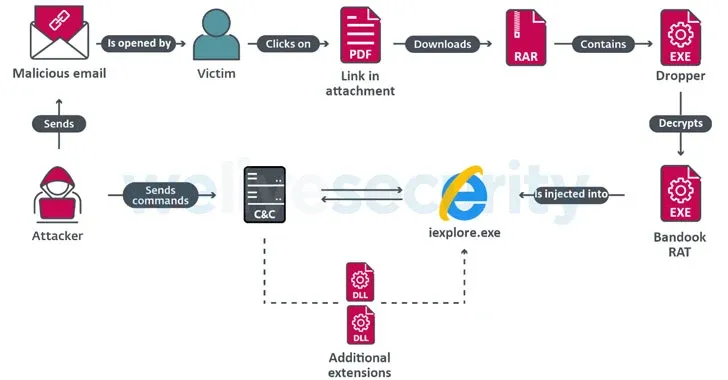 Is opened by
Clicks on
PDF
Downloads
RAR
Contains
EXE
Malicious email
Victim
Link in
attachment
Dropper
Sends
Decrypts
Sends
commands
C&C
welivesecurity
Is injected into
EXE
Attacker
iexplore.exe
Bandook
RAT
DLL
DLL
Additional
extensions